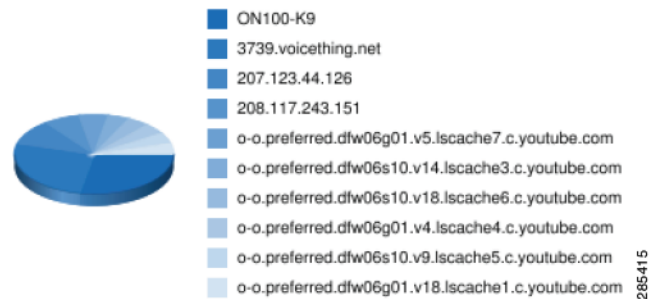 ON100-K9
3739.voicething.net
207.123.44.126
208.117.243.151
o-o.preferred.dfw06g01.v5.lscache7.c.youtube.com
o-o.preferred.dfw06s10.v14.lscache3.c.youtube.com
o-o.preferred.dfw06s10.v18.lscache6.c.youtube.com
o-o.preferred.dfw06g01.v4.lscache4.c.youtube.com
o-o.preferred.dfw06s10.v9.lscache5.c.youtube.com
o-o.preferred.dfw06g01.v18.lscache1.c.youtube.com
285415